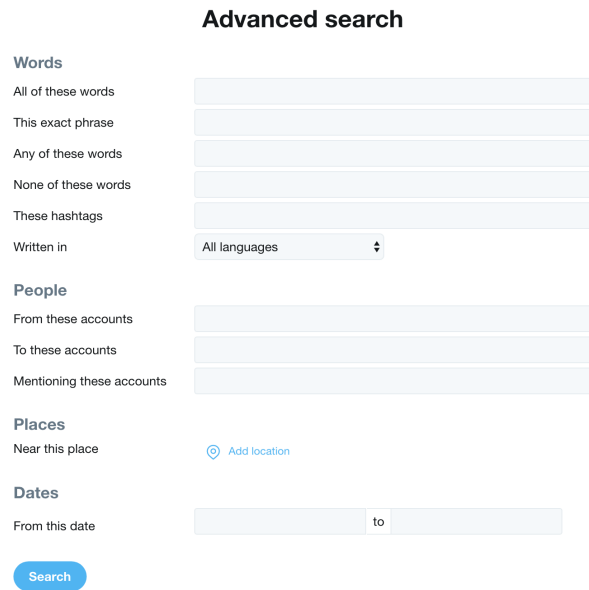 Advanced search
Words
All of these words
This exact phrase
Any of these words
None of these words
These hashtags
Written in All languages
People
From these accounts
To these accounts
Mentioning these accounts
Places
Near this place Add location
Dates
From this date to
Search